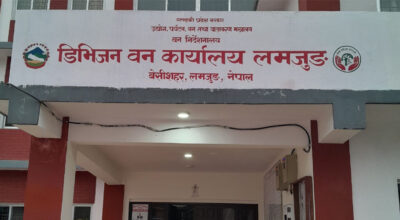 गण्डकी प्रदेश सरकार
उद्योग, पर्यटन, वन तथा वातावरण मन्त्रालय
वन निर्देशनालय
डिभिजन वन कार्यालय लमजुङ
बेसीशहर, लमजुङ, नेपाल